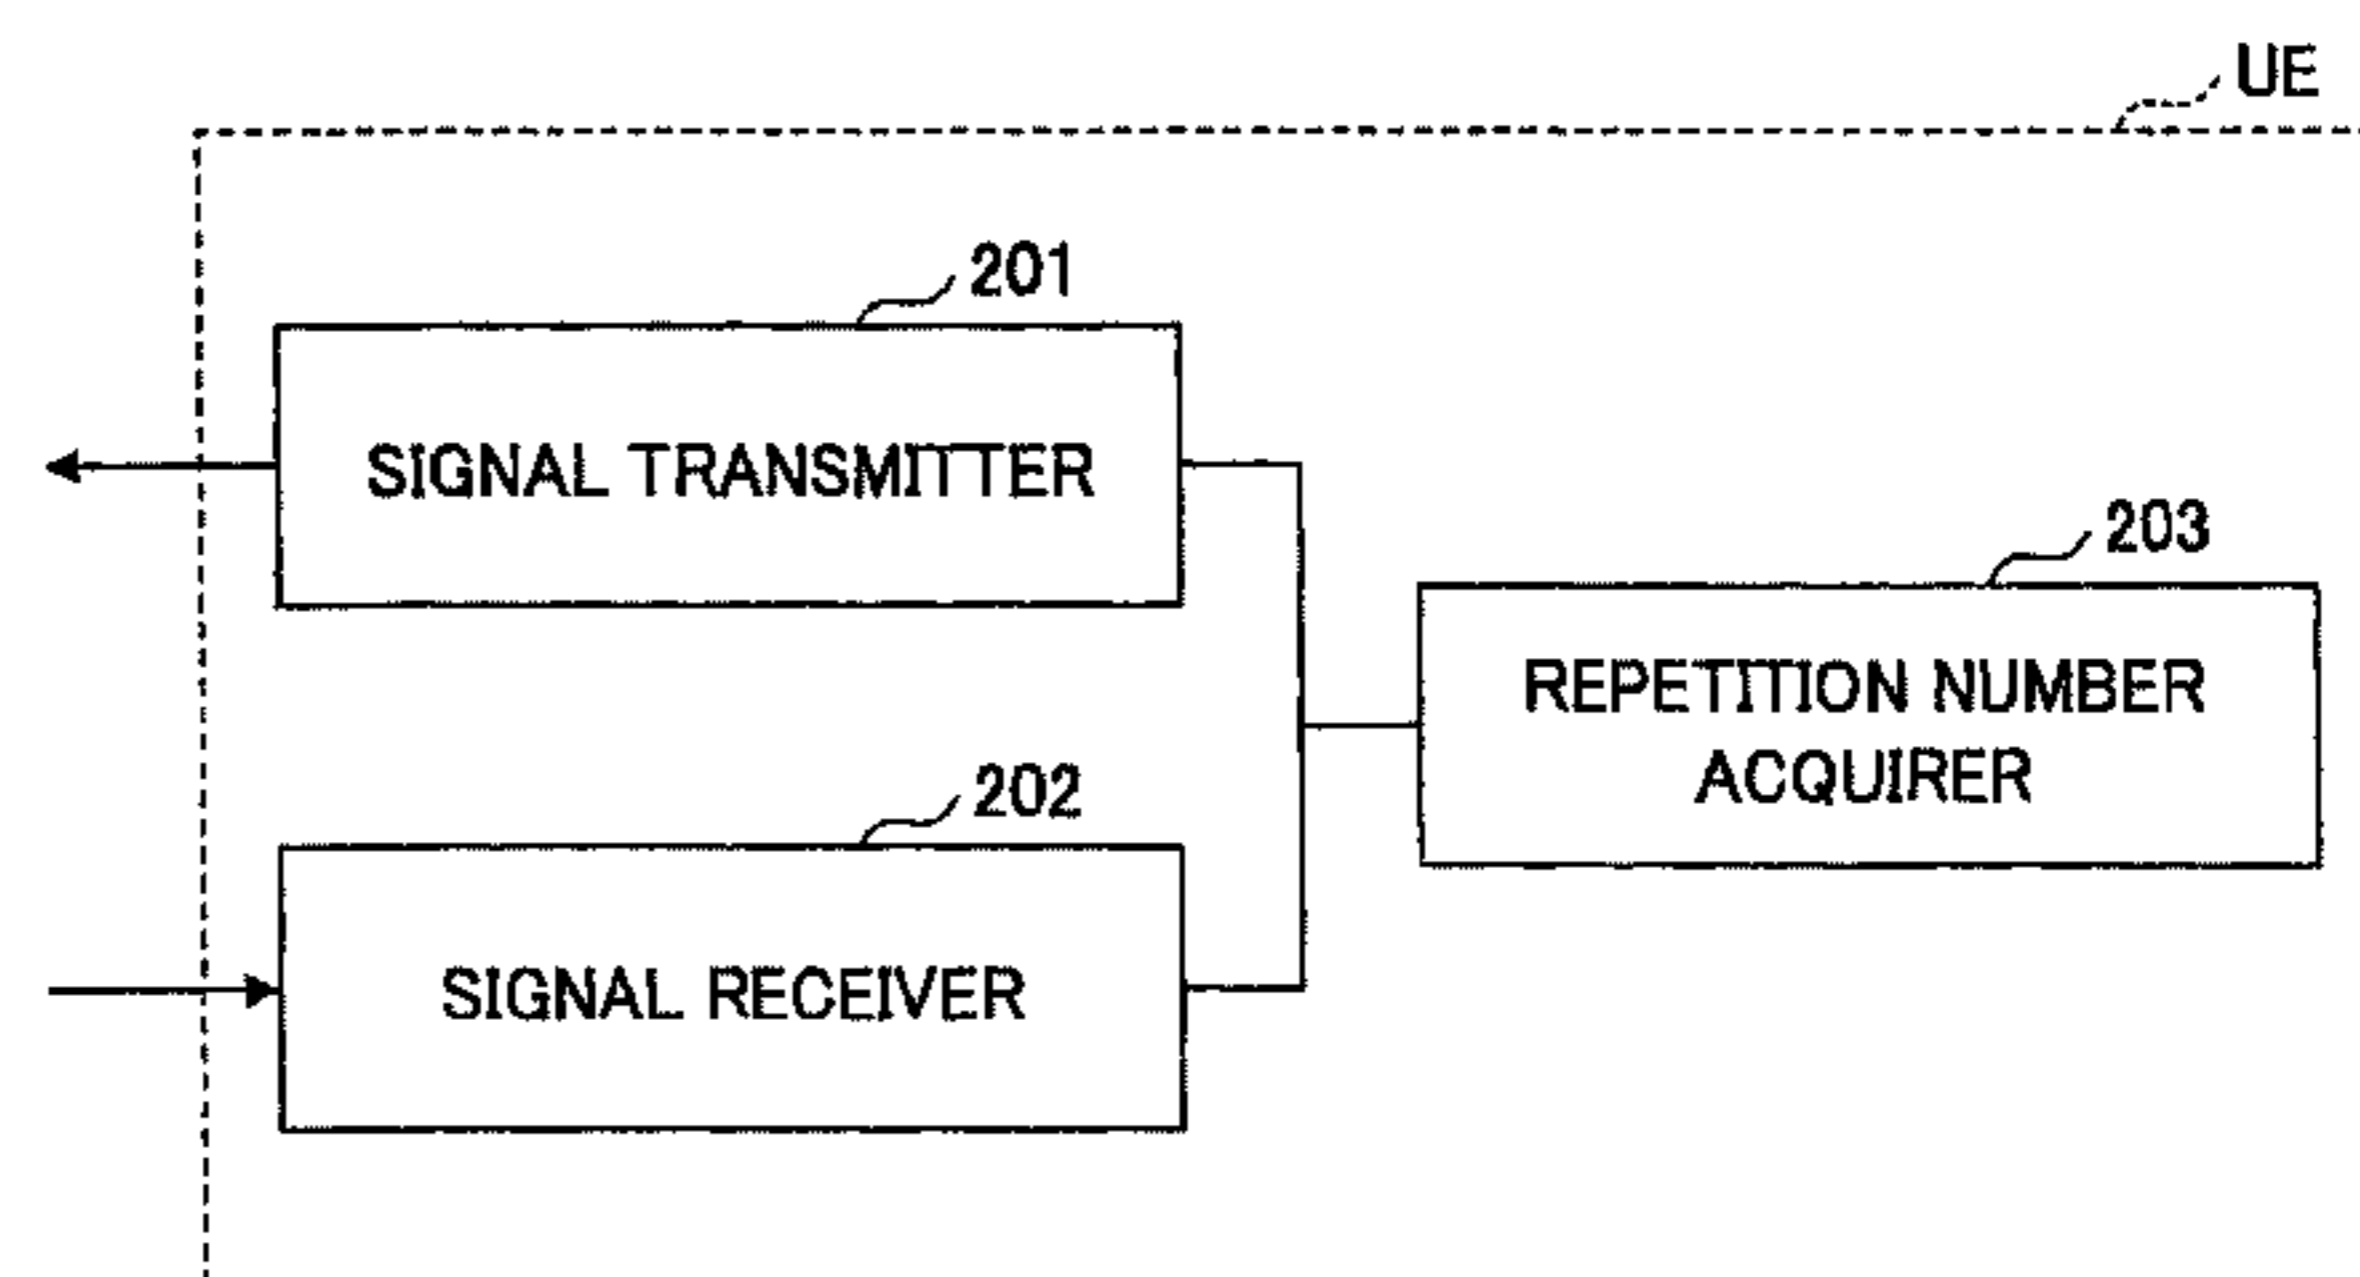 UE
201
SIGNAL TRANSMITTER
203
REPETITION NUMBER
ACQUIRER
202
SIGNAL RECEIVER